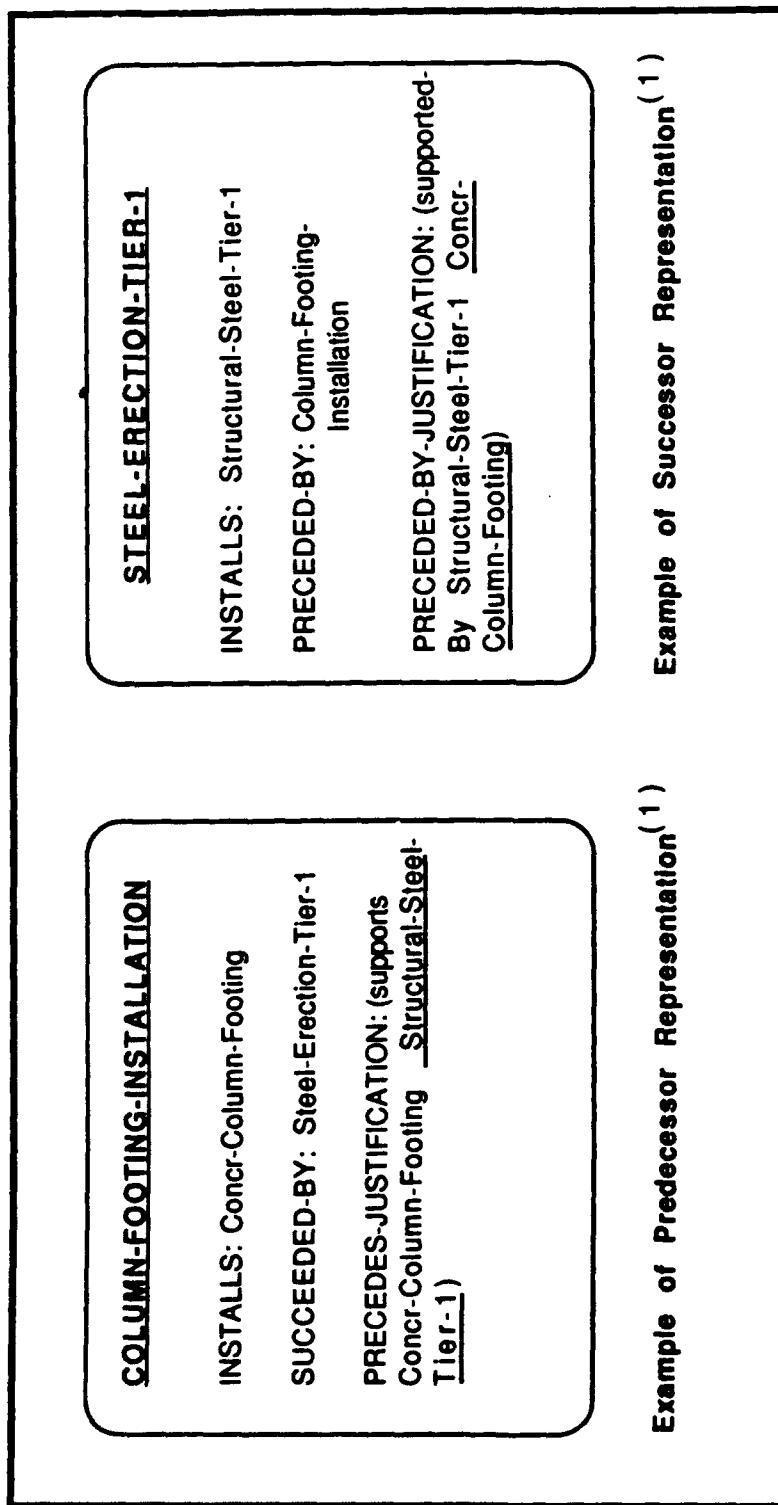 COLUMN-FOOTING-INSTALLATION
INSTALLS: Concr-Column-Footing
SUCCEEDED-BY: Steel-Erection-Tier-1
PRECEDES-JUSTIFICATION: (supports
Concr-Column-Footing Structural-Steel-
Tier-1)
Example of Predecessor Representation(1)
STEEL-ERECTION-TIER-1
INSTALLS: Structural-Steel-Tier-1
PRECEDED-BY: Column-Footing-
Installation
PRECEDED-BY-JUSTIFICATION: (supported-
By Structural-Steel-Tier-1 Concr-
Column-Footing)
Example of Successor Representation(1)